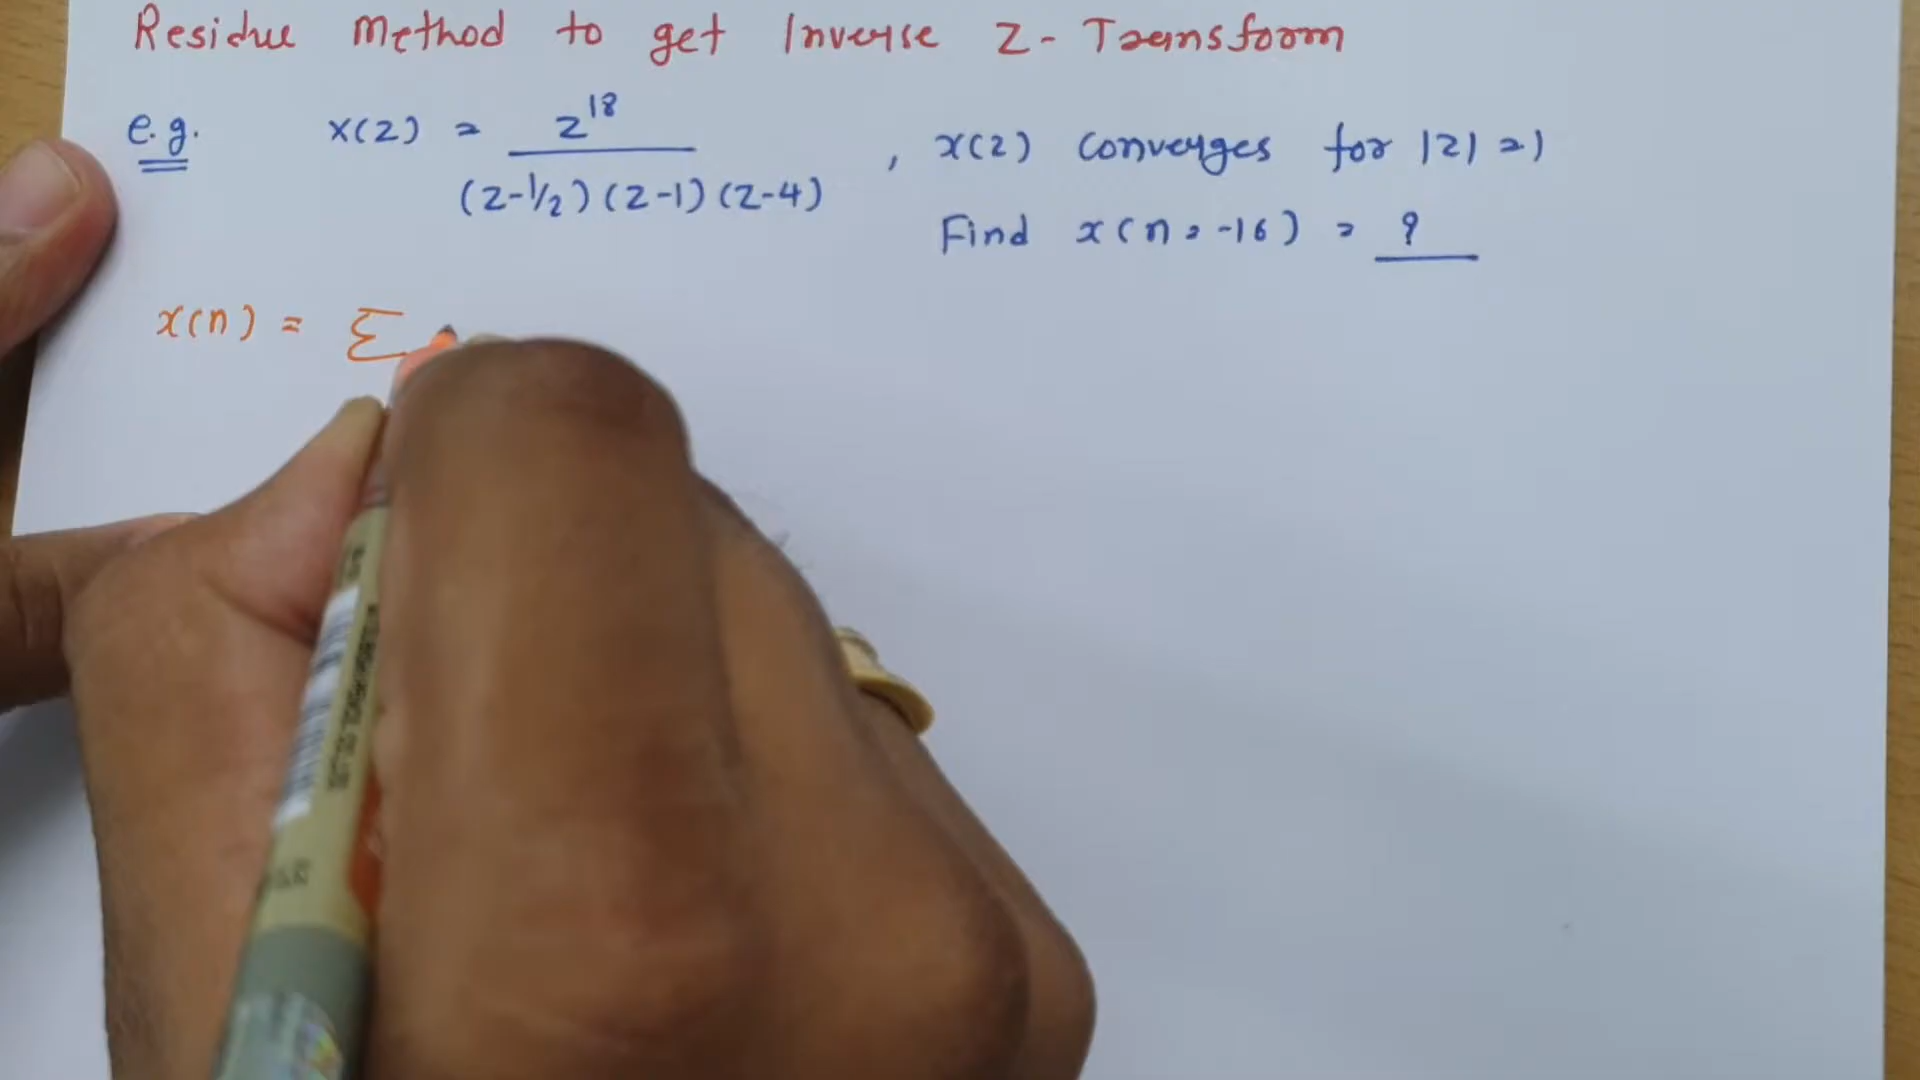 Residue Method to get Inverse Z-Transform
e.g. X(z) = z^18 / (z-1/2)(z-1)(z-4) , x(z) converges for |z|=1
Find x(n=-16) = ?
x(n) = Σ